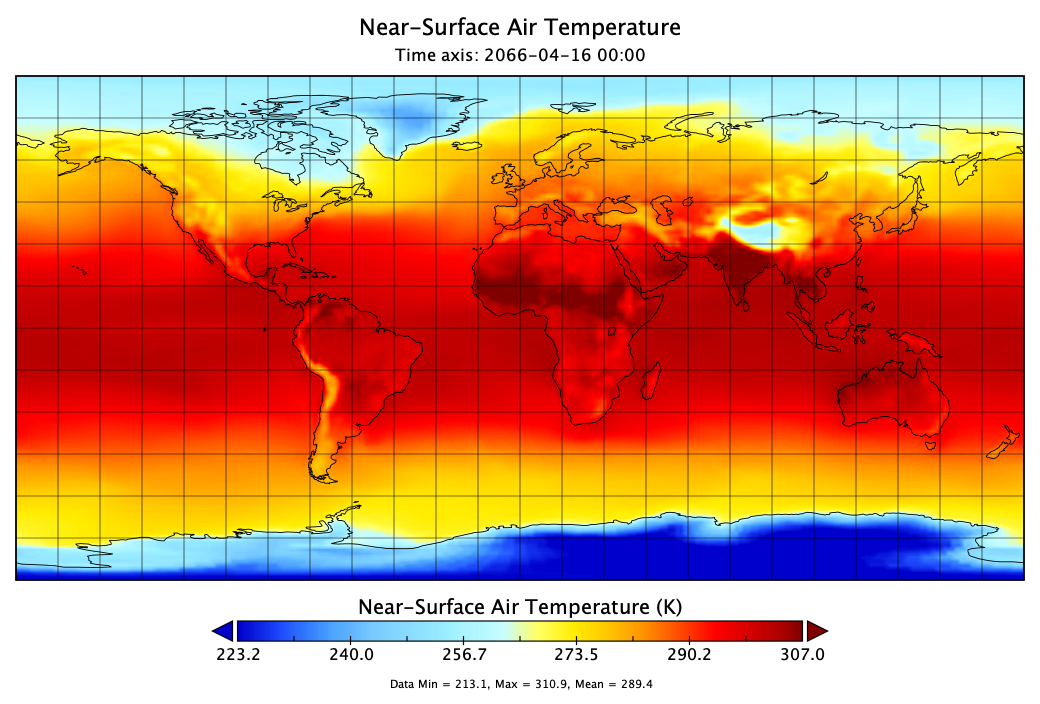 Near-Surface Air Temperature
Time axis: 2066-04-16 00:00
Near-Surface Air Temperature (K)
223.2 240.0 256.7 273.5 290.2 307.0
Data Min = 213.1, Max = 310.9, Mean = 289.4